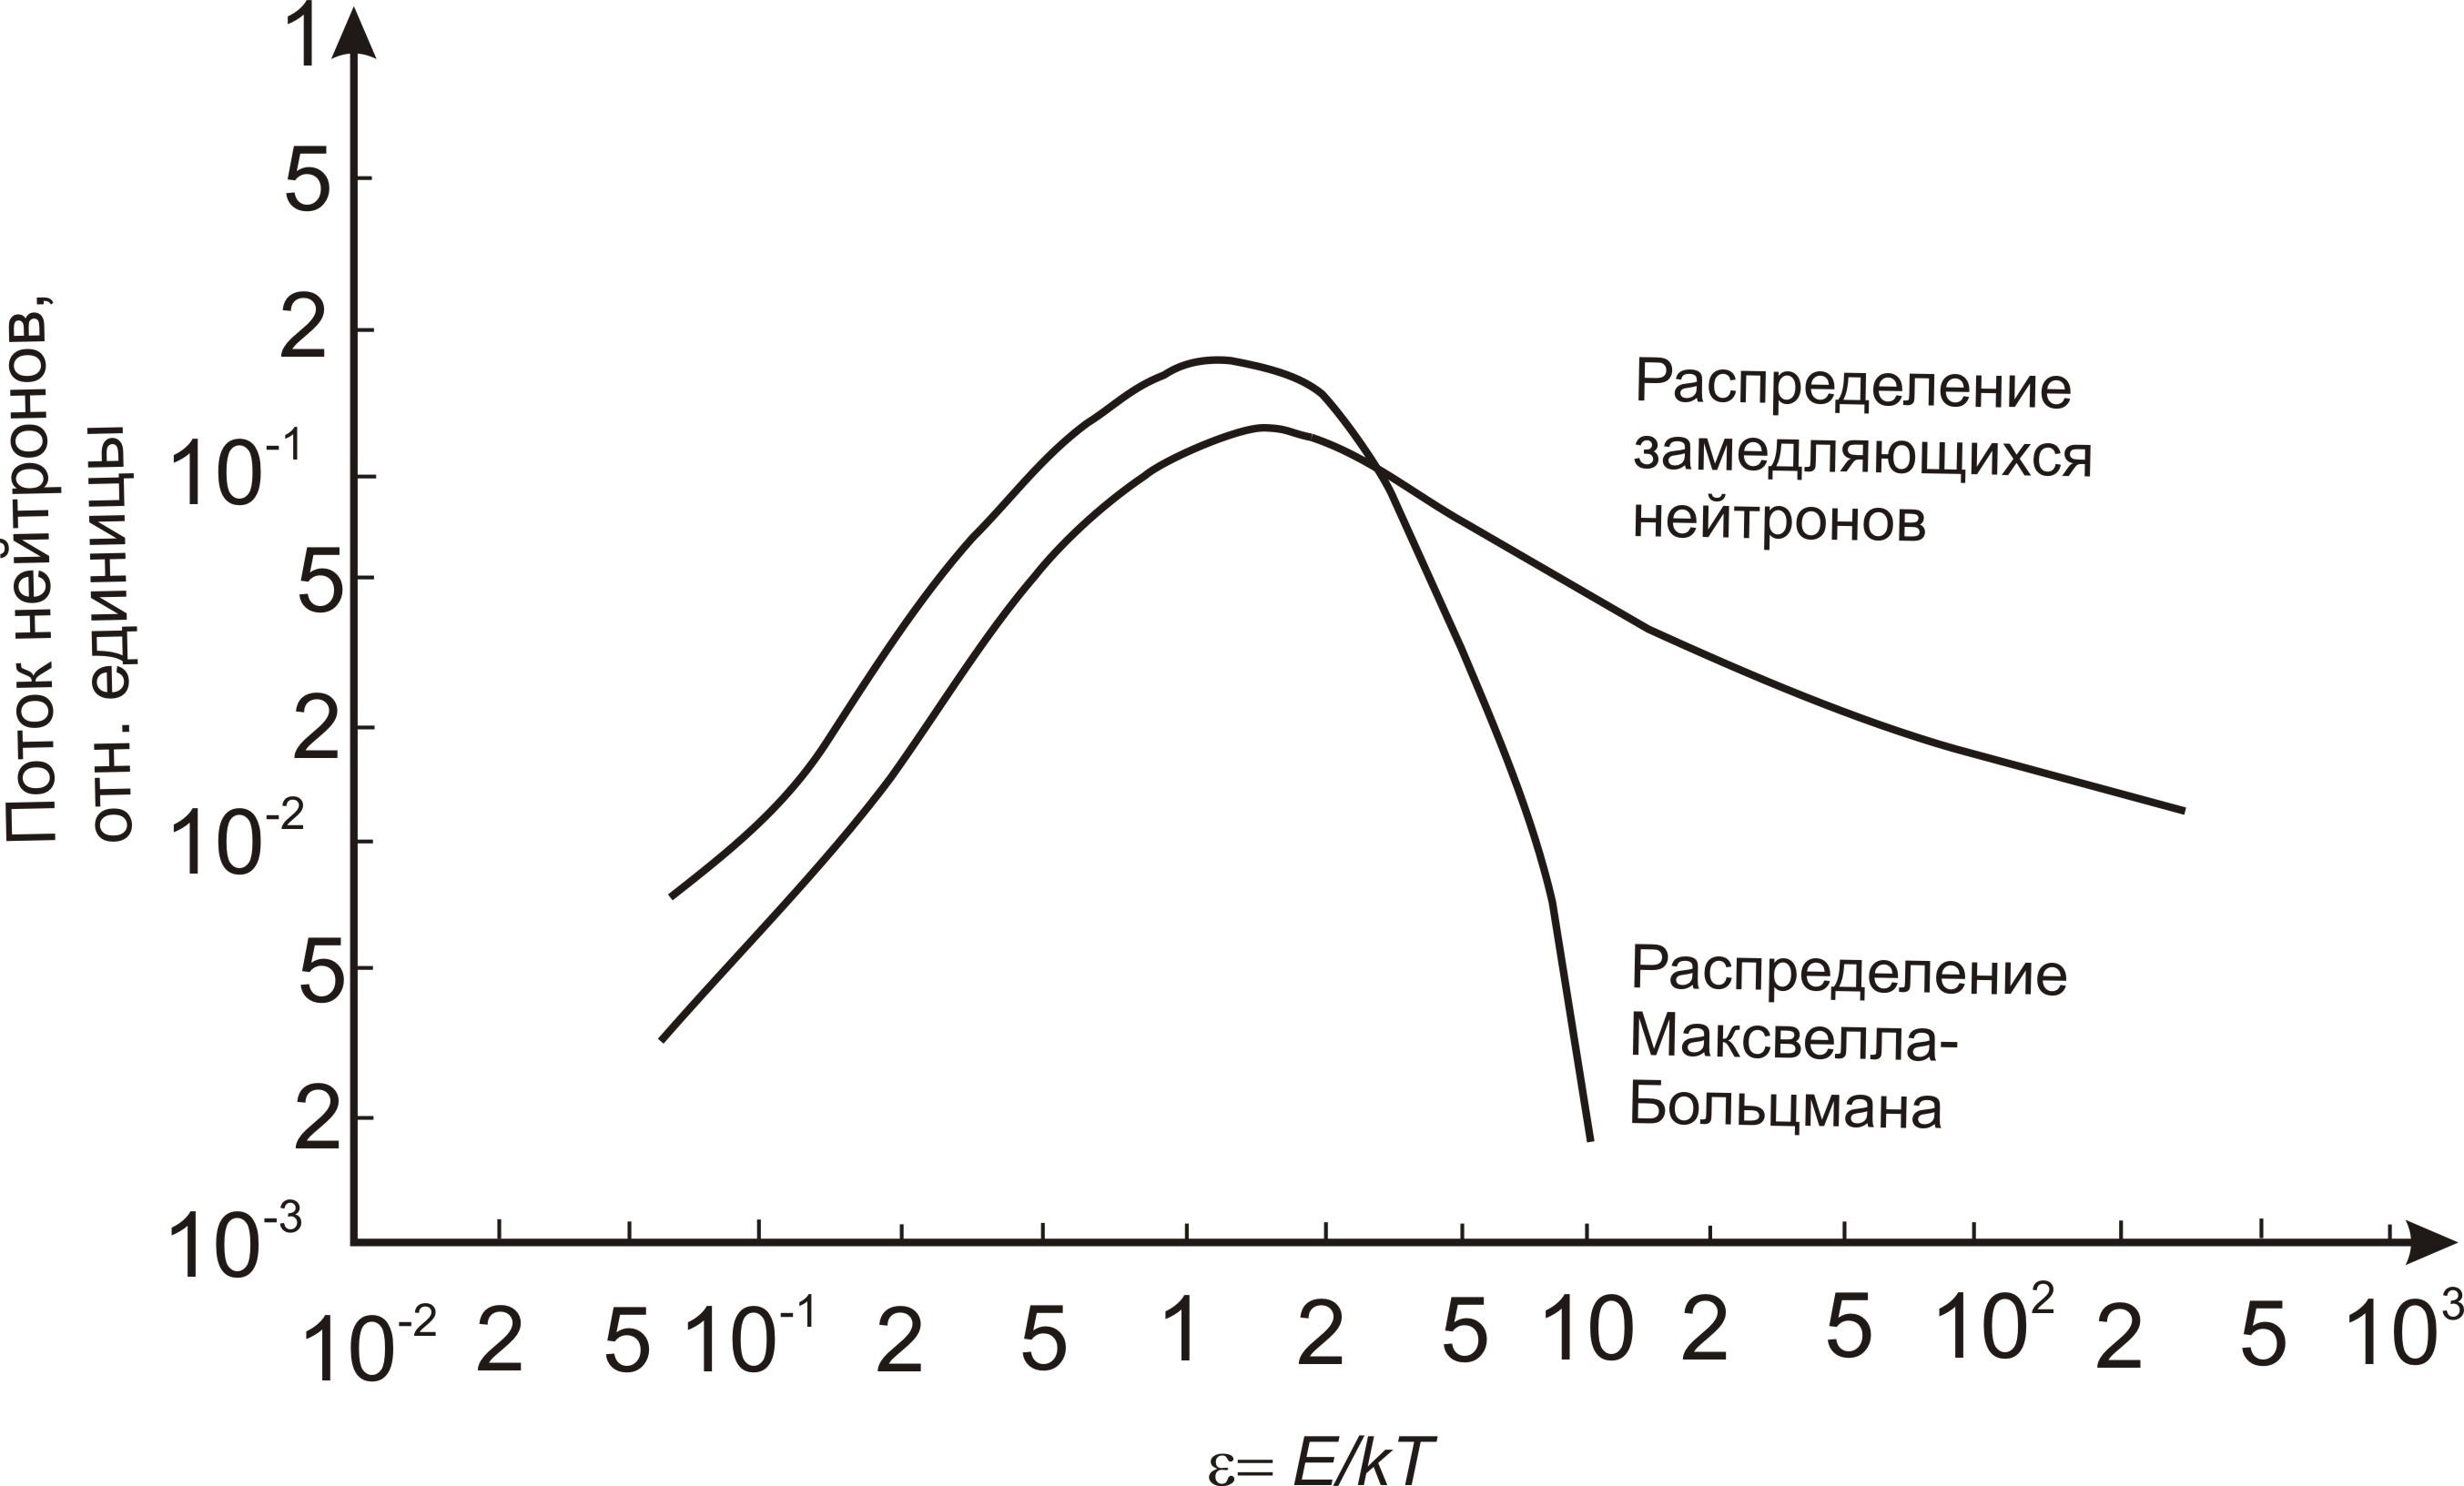 Поток нейтронов,
отн. единицы
1
5
2
10⁻¹
5
2
10⁻²
5
2
10⁻³
Распределение
замедляющихся
нейтронов
Распределение
Максвелла-
Больцмана
10⁻² 2 5 10⁻¹ 2 5 1 2 5 10 2 5 10² 2 5 10³
ε= E/kT